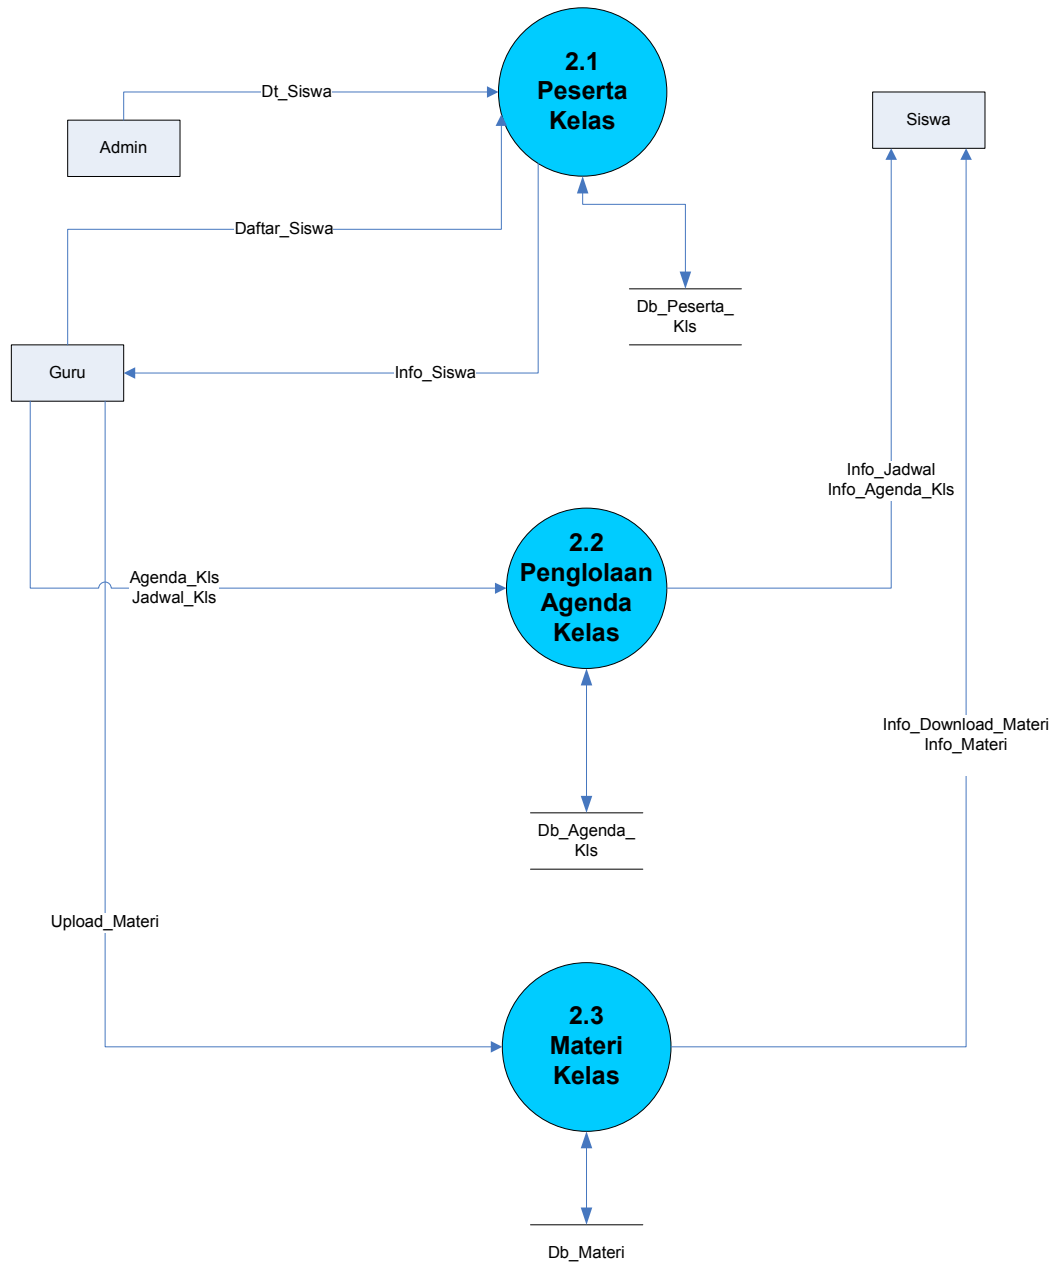 2.1
Peserta
Kelas
Dt_Siswa
Siswa
Admin
Daftar_Siswa
Db_Peserta_
Kls
Guru
Info_Siswa
Info_Jadwal
Info_Agenda_Kls
2.2
Penglolaan
Agenda
Kelas
Agenda_Kls
Jadwal_Kls
Info_Download_Materi
Info_Materi
Db_Agenda_
Kls
Upload_Materi
2.3
Materi
Kelas
Db_Materi